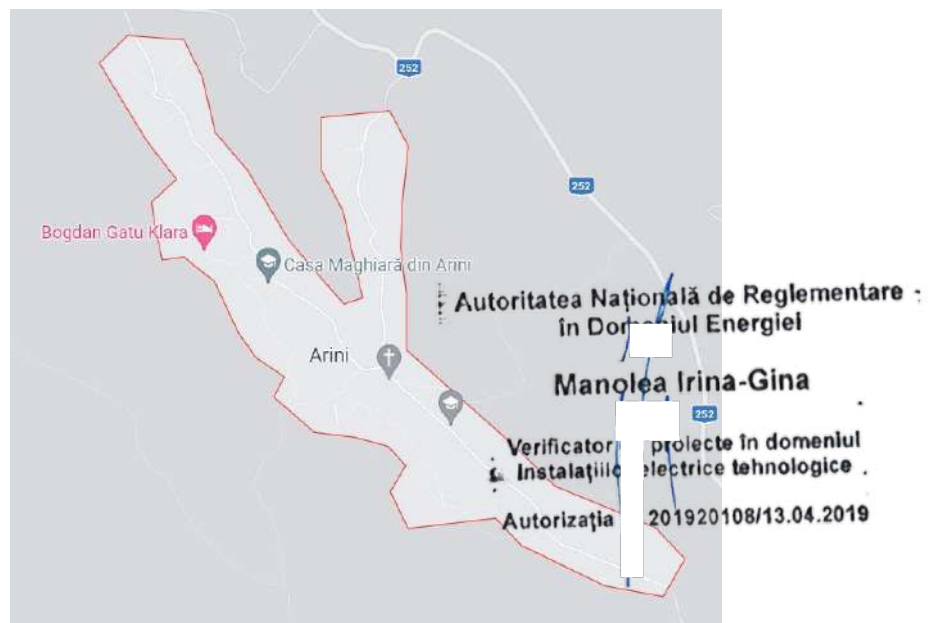 252
252
Bogdan Gatu Klara
Casa Maghiară din Arini
Autoritatea Națională de Reglementare
în Domeniul Energiei
Arini
Manolea Irina-Gina
252
Verificator proiecte în domeniul
Instalațiilor electrice tehnologice
Autorizația 201920108/13.04.2019